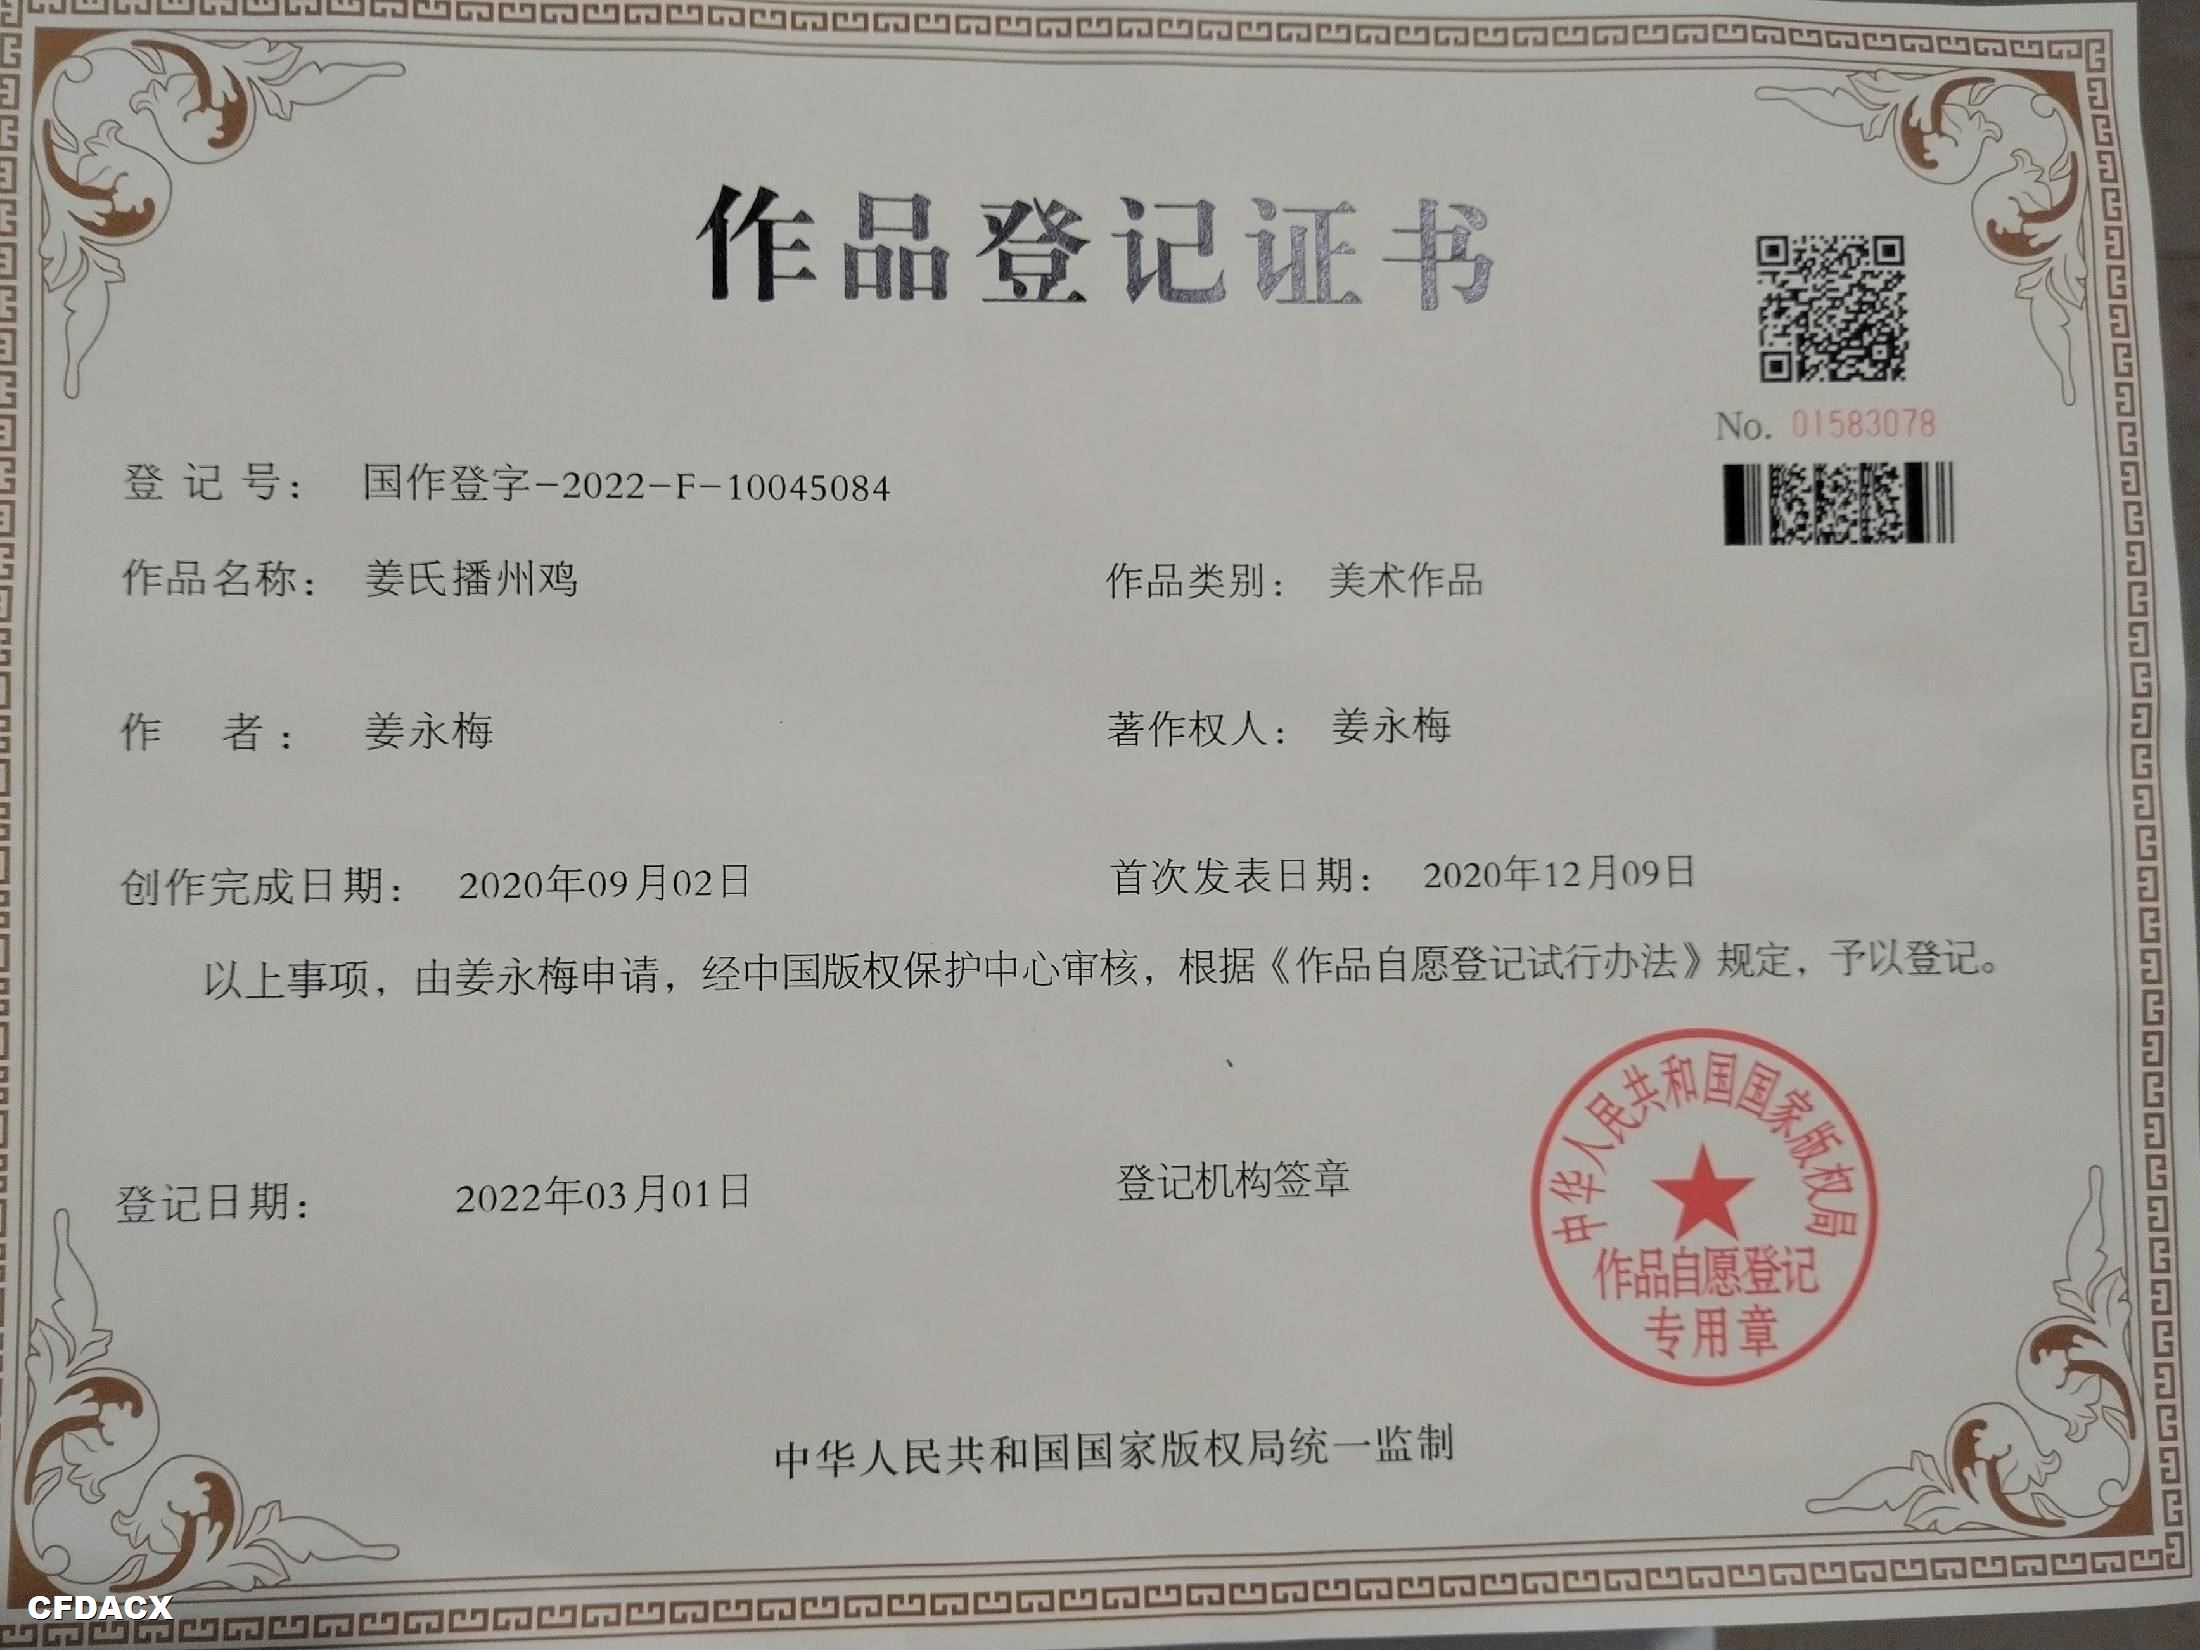 作品登记证书
No. 01583078
登记号： 国作登字-2022-F-10045084
作品名称： 姜氏播州鸡 作品类别： 美术作品
作者： 姜永梅 著作权人： 姜永梅
创作完成日期： 2020年09月02日 首次发表日期： 2020年12月09日
以上事项，由姜永梅申请，经中国版权保护中心审核，根据《作品自愿登记试行办法》规定，予以登记。
登记日期： 2022年03月01日 登记机构签章
中华人民共和国国家版权局
作品自愿登记
专用章
中华人民共和国国家版权局统一监制
CFDACX